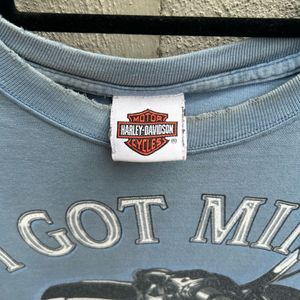 MOTOR
HARLEY-DAVIDSON
CYCLES
®
I GOT MI